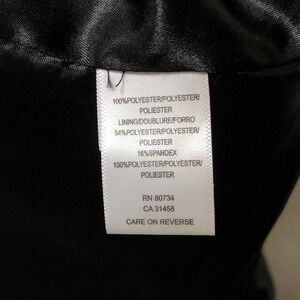 100%POLYESTER/POLYESTER/
POLIESTER
LINING/DOUBLURE/FORRO
84%POLYESTER/POLYESTER/
POLIESTER
16%SPANDEX
100%POLYESTER/POLYESTER/
POLIESTER
RN 80734
CA 31458
CARE ON REVERSE